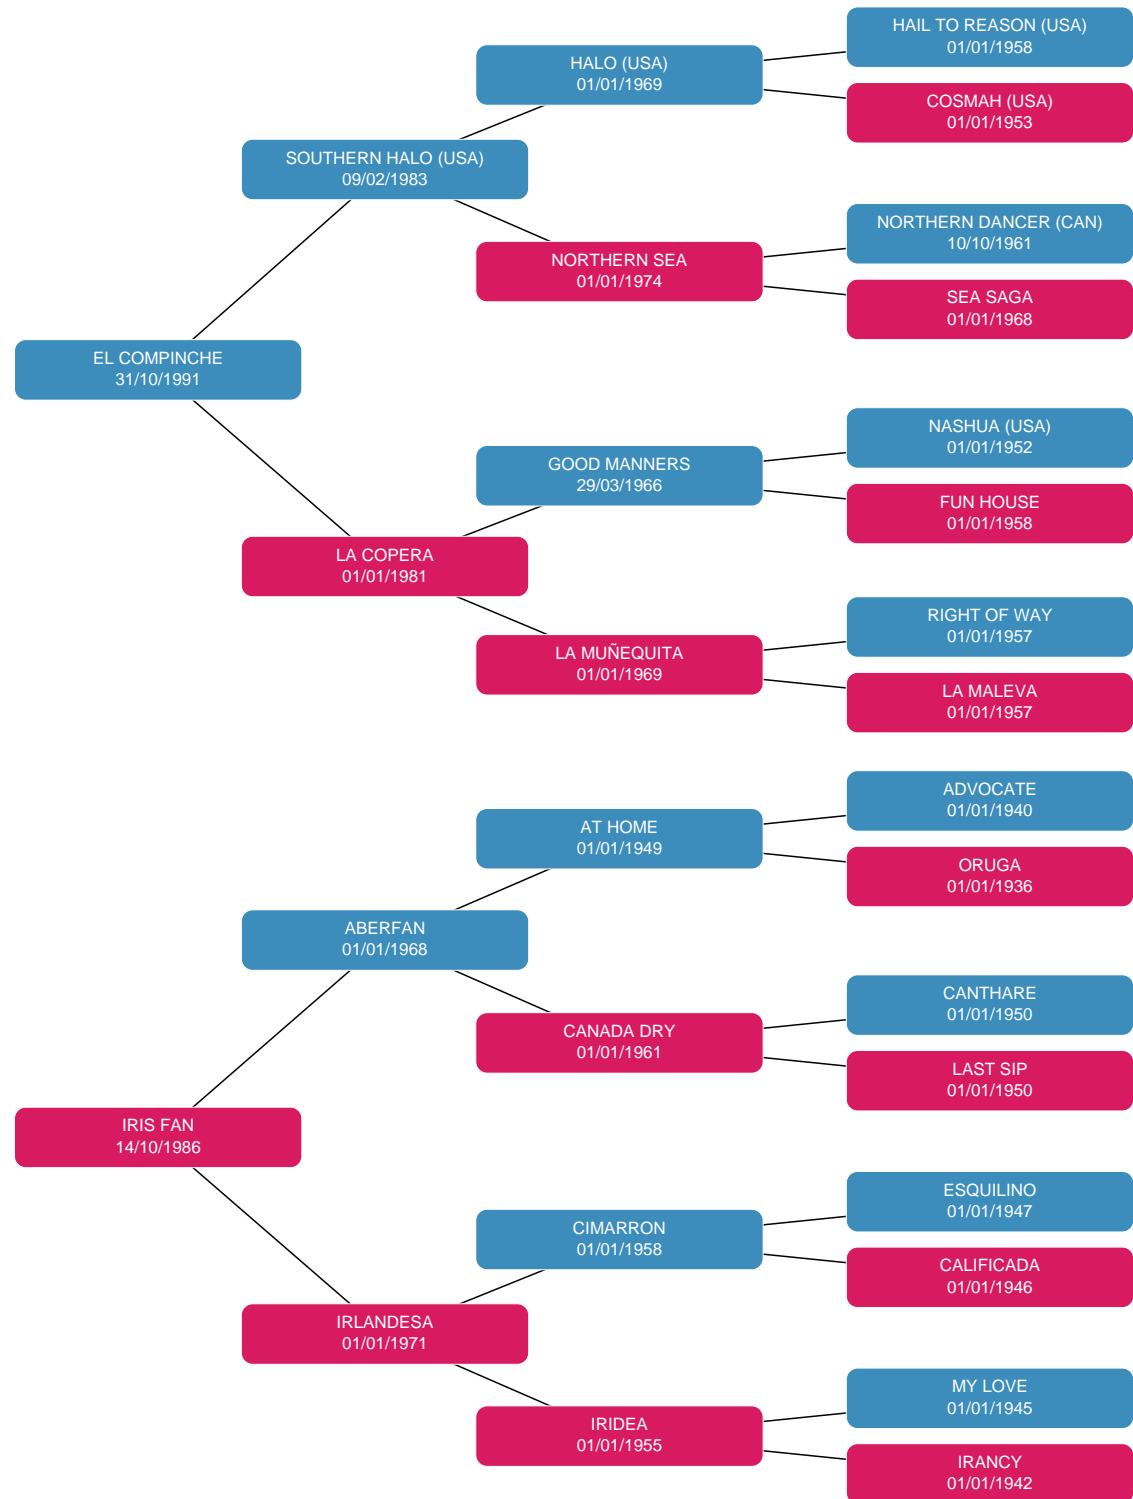 HAIL TO REASON (USA)
01/01/1958
HALO (USA)
01/01/1969
COSMAH (USA)
01/01/1953
SOUTHERN HALO (USA)
09/02/1983
NORTHERN DANCER (CAN)
10/10/1961
NORTHERN SEA
01/01/1974
SEA SAGA
01/01/1968
EL COMPINCHE
31/10/1991
NASHUA (USA)
01/01/1952
GOOD MANNERS
29/03/1966
FUN HOUSE
01/01/1958
LA COPERA
01/01/1981
RIGHT OF WAY
01/01/1957
LA MUÑEQUITA
01/01/1969
LA MALEVA
01/01/1957
ADVOCATE
01/01/1940
AT HOME
01/01/1949
ORUGA
01/01/1936
ABERFAN
01/01/1968
CANTHARE
01/01/1950
CANADA DRY
01/01/1961
LAST SIP
01/01/1950
IRIS FAN
14/10/1986
ESQUILINO
01/01/1947
CIMARRON
01/01/1958
CALIFICADA
01/01/1946
IRLANDESA
01/01/1971
MY LOVE
01/01/1945
IRIDEA
01/01/1955
IRANCY
01/01/1942